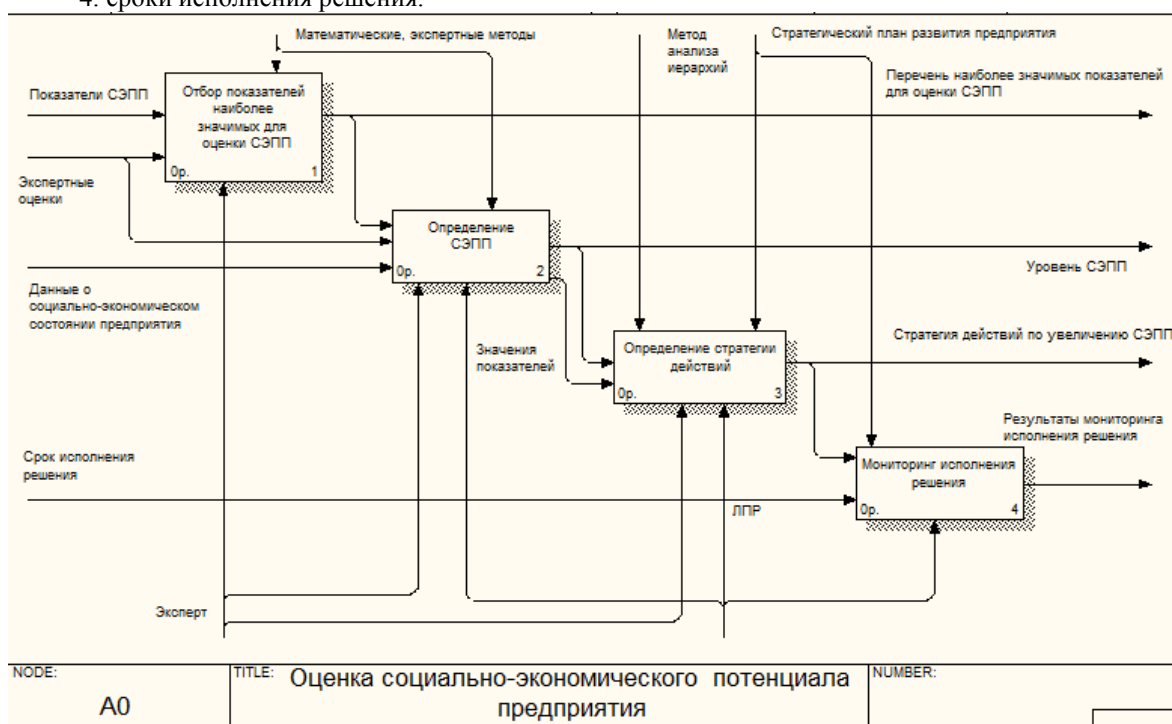 4. сроки исполнения решения.
Математические, экспертные методы
Метод
анализа
иерархий
Стратегический план развития предприятия
Перечень наиболее значимых показателей
для оценки СЭПП
Показатели СЭПП
Отбор показателей
наиболее
значимых для
оценки СЭПП
0р.
1
Экспертные
оценки
Определение
СЭПП
0р.
2
Уровень СЭПП
Данные о
социально-экономическом
состоянии предприятия
Значения
показателей
Определение стратегии
действий
0р.
3
Стратегия действий по увеличению СЭПП
Результаты мониторинга
исполнения решения
Срок исполнения
решения
Мониторинг исполнения
решения
0р.
4
ЛПР
Эксперт
NODE:
A0
TITLE:
Оценка социально-экономического потенциала
предприятия
NUMBER: